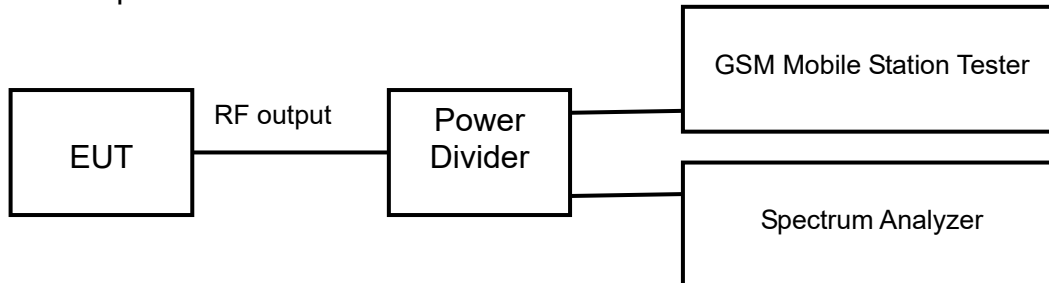 EUT
RF output
Power
Divider
GSM Mobile Station Tester
Spectrum Analyzer